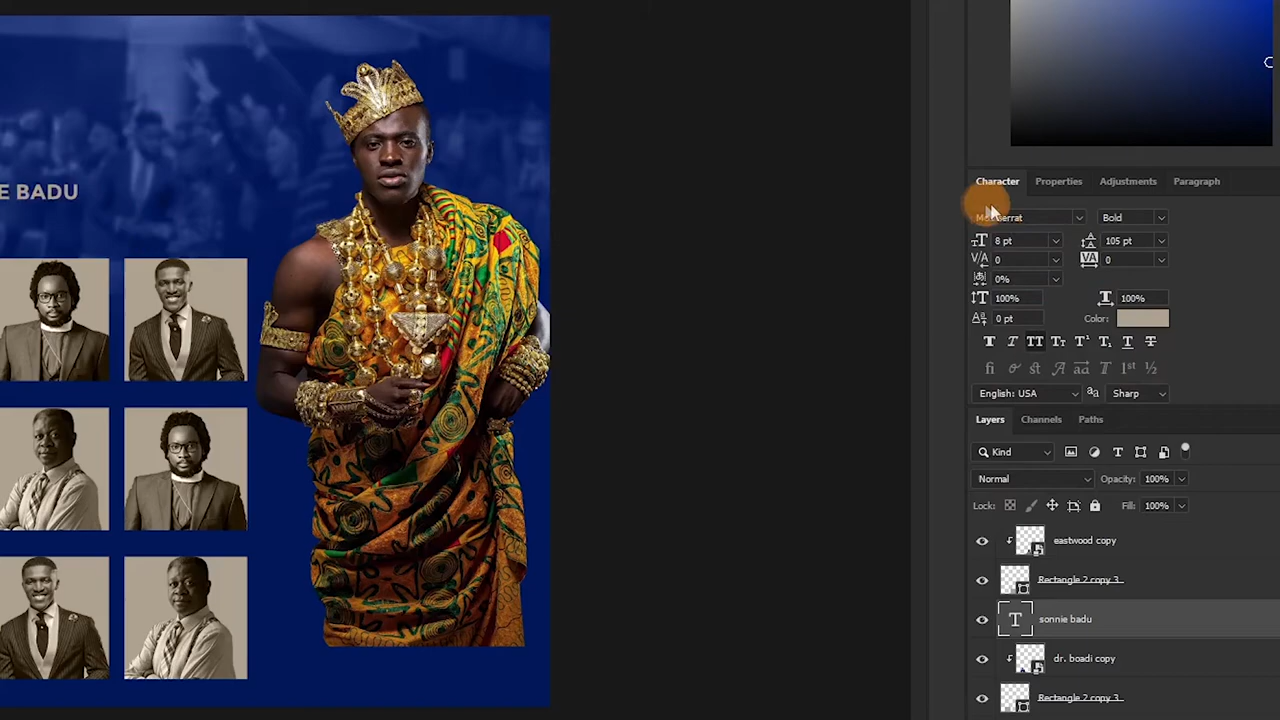 E BADU
Character
Properties
Adjustments
Paragraph
Bold
8 pt
105 pt
0
0
0%
100%
100%
0 pt
Color:
English: USA
Sharp
Layers
Channels
Paths
Kind
Normal
Opacity:
100%
Lock:
Fill:
100%
eastwood copy
Rectangle 2 copy 3
sonnie badu
dr. boadi copy
Rectangle 2 copy 3